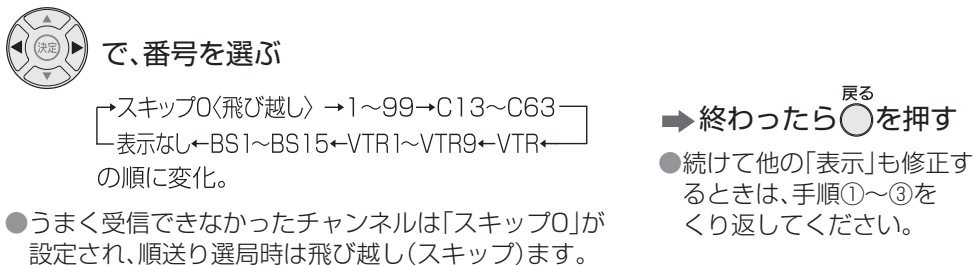 決定
で、番号を選ぶ
→スキップ0〈飛び越し〉→1〜99→C13〜C63
表示なし←BS1〜BS15←VTR1〜VTR9←VTR←
の順に変化。
●うまく受信できなかったチャンネルは「スキップ0」が
設定され、順送り選局時は飛び越し(スキップ)ます。
戻る
➡終わったら◯を押す
●続けて他の「表示」も修正す
るときは、手順①〜③を
くり返してください。